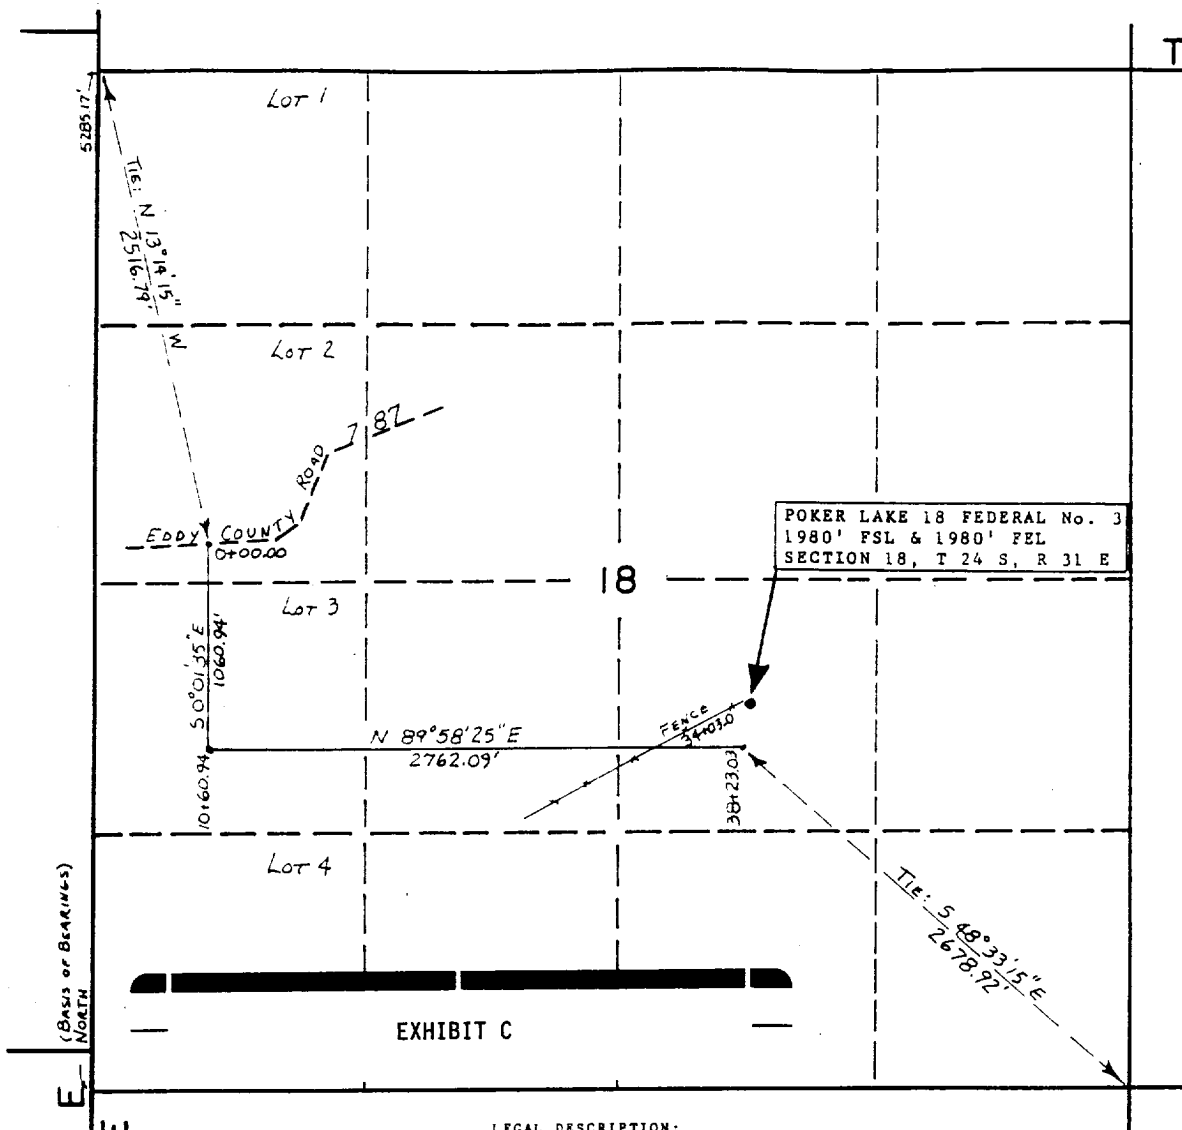 T
LOT 1
5285.17'
TIE: N 13°14'15" W
2516.79'
LOT 2
EDDY COUNTY ROAD 787
0+00.00
POKER LAKE 18 FEDERAL No. 3
1980' FSL & 1980' FEL
SECTION 18, T 24 S, R 31 E
18
LOT 3
S 0°01'35"E
1060.94'
FENCE
34+03.0
N 89°58'25"E
2762.09'
10+60.94
38+23.03
LOT 4
TIE: S 48°33'15"E
2678.92'
(BASIS OF BEARINGS)
NORTH
EXHIBIT C
E
LEGAL DESCRIPTION: